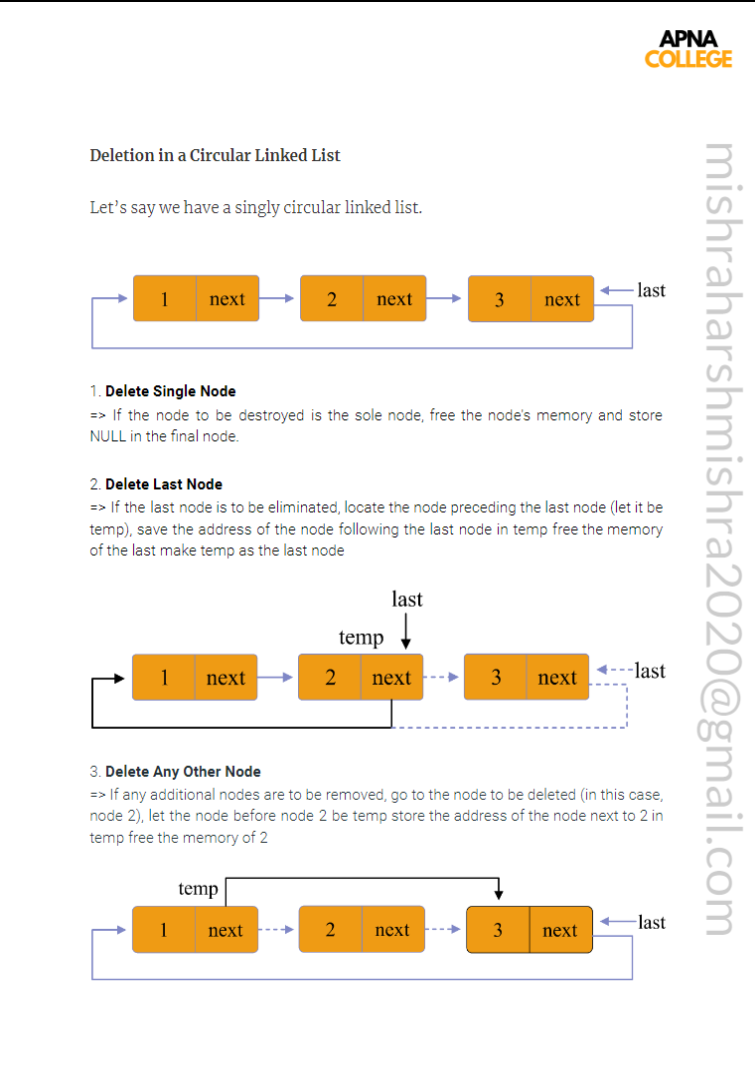 APNA
COLLEGE
Deletion in a Circular Linked List
Let’s say we have a singly circular linked list.
1 next 2 next 3 next last
1. Delete Single Node
=> If the node to be destroyed is the sole node, free the node's memory and store
NULL in the final node.
2. Delete Last Node
=> If the last node is to be eliminated, locate the node preceding the last node (let it be
temp), save the address of the node following the last node in temp free the memory
of the last make temp as the last node
last
temp
1 next 2 next 3 next last
3. Delete Any Other Node
=> If any additional nodes are to be removed, go to the node to be deleted (in this case,
node 2), let the node before node 2 be temp store the address of the node next to 2 in
temp free the memory of 2
temp
1 next 2 next 3 next last
mishraharshmishra2020@gmail.com